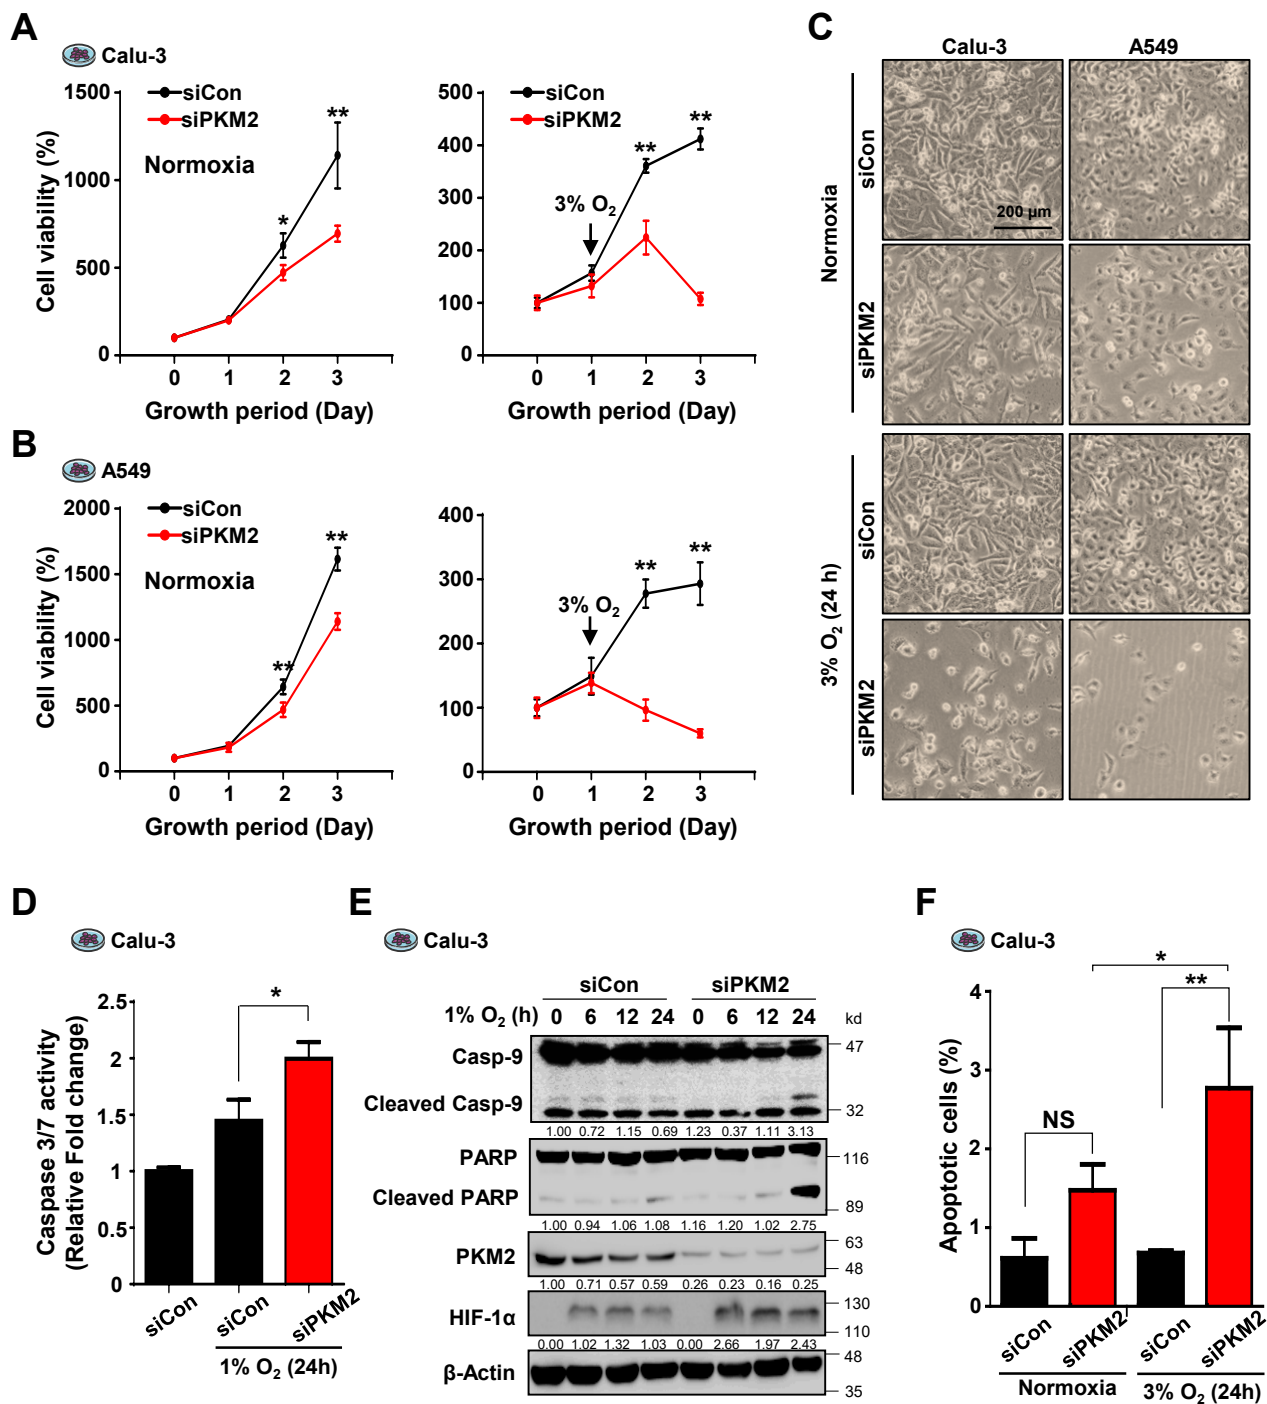 A
Calu-3
1500
1000
500
0
Cell viability (%)
siCon
siPKM2
Normoxia
*
**
0 1 2 3
Growth period (Day)
500
400
300
200
100
0
siCon
siPKM2
3% O₂
**
**
0 1 2 3
Growth period (Day)
B
A549
2000
1500
1000
500
0
Cell viability (%)
siCon
siPKM2
Normoxia
**
**
0 1 2 3
Growth period (Day)
400
300
200
100
0
3% O₂
**
**
0 1 2 3
Growth period (Day)
C
Calu-3 A549
Normoxia
siCon
200 μm
siPKM2
3% O₂ (24 h)
siCon
siPKM2
D
Calu-3
Caspase 3/7 activity
(Relative Fold change)
2.5
2
1.5
1
0.5
0
*
siCon siCon siPKM2
1% O₂ (24h)
E
Calu-3
siCon siPKM2
1% O₂ (h) 0 6 12 24 0 6 12 24 kd
Casp-9 47
Cleaved Casp-9 32
1.00 0.72 1.15 0.69 1.23 0.37 1.11 3.13
PARP 116
Cleaved PARP 89
1.00 0.94 1.06 1.08 1.16 1.20 1.02 2.75
PKM2 63
48
1.00 0.71 0.57 0.59 0.26 0.23 0.16 0.25
HIF-1α 130
110
0.00 1.02 1.32 1.03 0.00 2.66 1.97 2.43
β-Actin 48
35
F
Calu-3
Apoptotic cells (%)
4
3
2
1
0
*
**
NS
siCon siPKM2 siCon siPKM2
Normoxia 3% O₂ (24h)